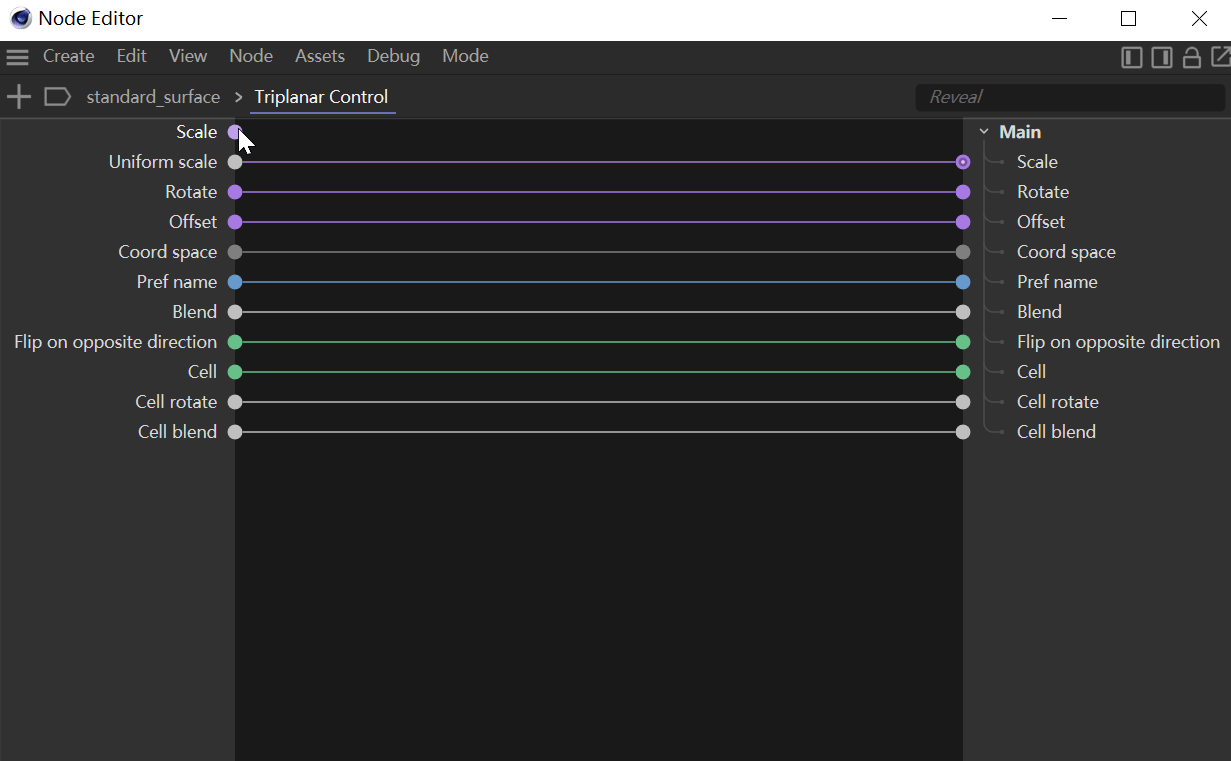 Node Editor
Create Edit View Node Assets Debug Mode
standard_surface > Triplanar Control Reveal
Scale
Uniform scale
Rotate
Offset
Coord space
Pref name
Blend
Flip on opposite direction
Cell
Cell rotate
Cell blend
Main
Scale
Rotate
Offset
Coord space
Pref name
Blend
Flip on opposite direction
Cell
Cell rotate
Cell blend